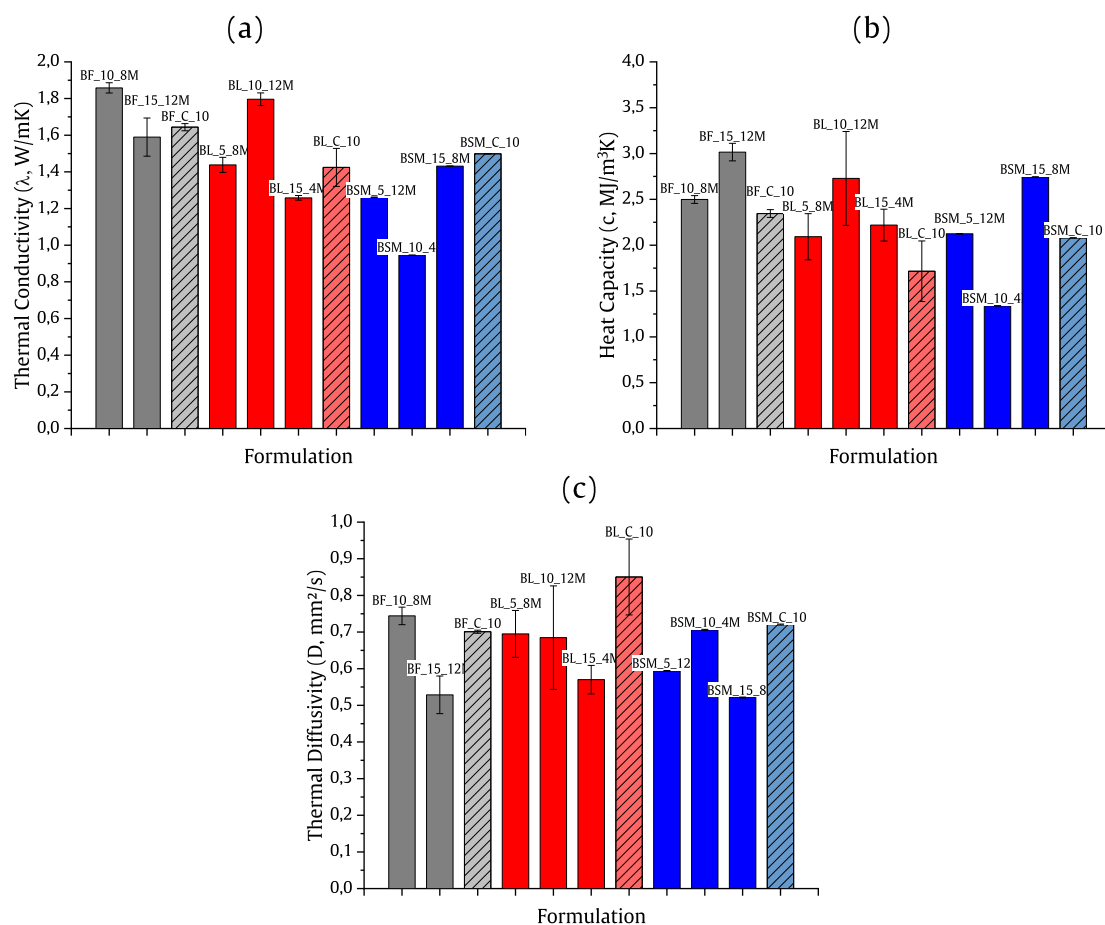 (a)
Thermal Conductivity (λ, W/mK)
2,0
1,8
1,6
1,4
1,2
1,0
0,8
0,6
0,4
0,2
0,0
BF_10_8M
BF_15_12M
BF_C_10
BL_5_8M
BL_10_12M
BL_15_4M
BL_C_10
BSM_5_12M
BSM_10_4
BSM_15_8M
BSM_C_10
Formulation
(b)
Heat Capacity (c, MJ/m³K)
4,0
3,5
3,0
2,5
2,0
1,5
1,0
0,5
0,0
BF_10_8M
BF_15_12M
BF_C_10
BL_5_8M
BL_10_12M
BL_15_4M
BL_C_10
BSM_5_12M
BSM_10_4
BSM_15_8M
BSM_C_10
Formulation
(c)
Thermal Diffusivity (D, mm²/s)
1,0
0,9
0,8
0,7
0,6
0,5
0,4
0,3
0,2
0,1
0,0
BF_10_8M
BF_15_12M
BF_C_10
BL_5_8M
BL_10_12M
BL_15_4M
BL_C_10
BSM_5_12
BSM_10_4M
BSM_15_8
BSM_C_10
Formulation